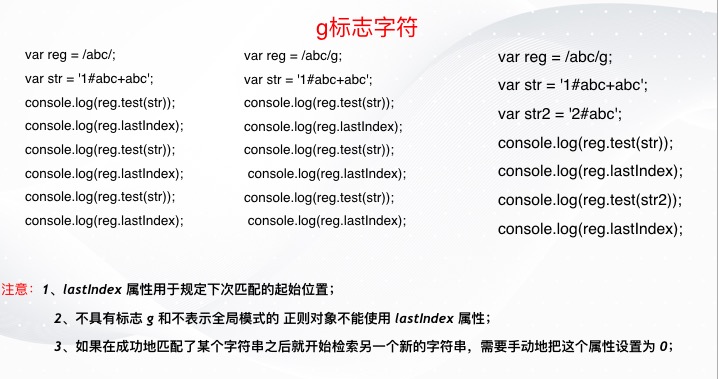 g标志字符
var reg = /abc/;
var str = '1#abc+abc';
console.log(reg.test(str));
console.log(reg.lastIndex);
console.log(reg.test(str));
console.log(reg.lastIndex);
console.log(reg.test(str));
console.log(reg.lastIndex);
var reg = /abc/g;
var str = '1#abc+abc';
console.log(reg.test(str));
console.log(reg.lastIndex);
console.log(reg.test(str));
console.log(reg.lastIndex);
console.log(reg.test(str));
console.log(reg.lastIndex);
var reg = /abc/g;
var str = '1#abc+abc';
var str2 = '2#abc';
console.log(reg.test(str));
console.log(reg.lastIndex);
console.log(reg.test(str2));
console.log(reg.lastIndex);
注意：1、lastIndex 属性用于规定下次匹配的起始位置；
2、不具有标志 g 和不表示全局模式的 正则对象不能使用 lastIndex 属性；
3、如果在成功地匹配了某个字符串之后就开始检索另一个新的字符串，需要手动地把这个属性设置为 0；